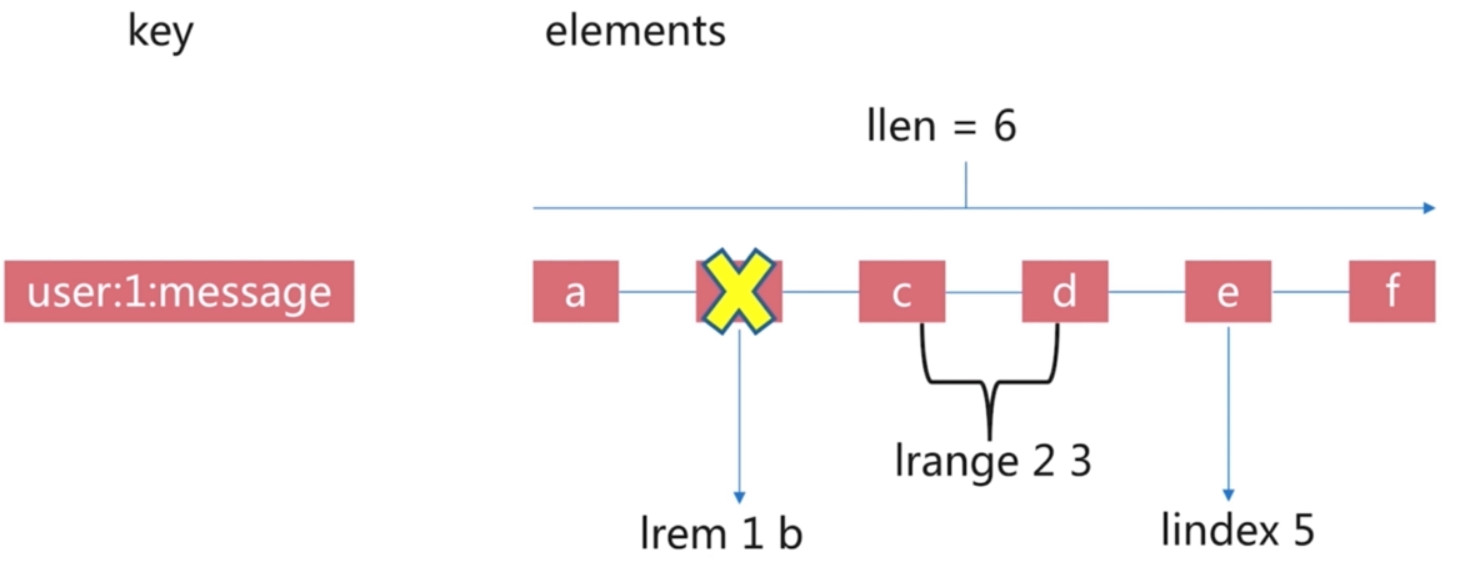 key
elements
llen = 6
user:1:message
a
c
d
e
f
lrange 2 3
lrem 1 b
lindex 5